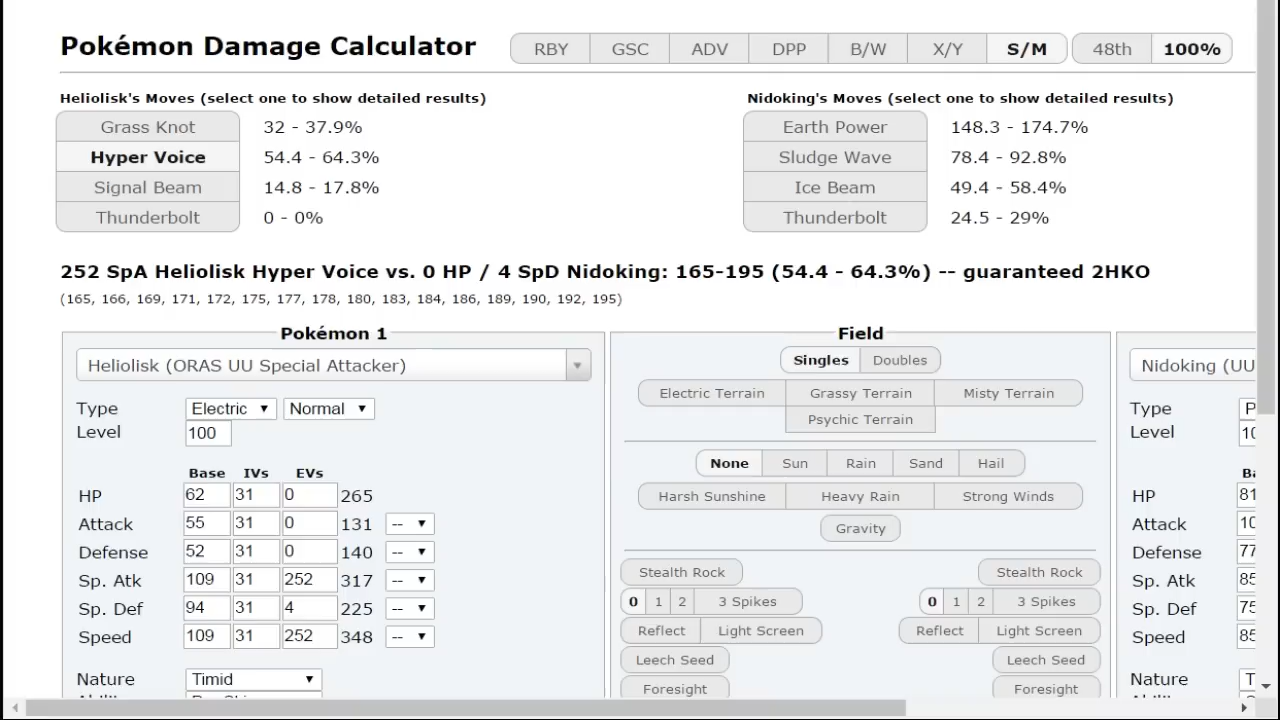 Pokémon Damage Calculator RBY GSC ADV DPP B/W X/Y S/M 48th 100%
Heliolisk's Moves (select one to show detailed results) Nidoking's Moves (select one to show detailed results)
Grass Knot 32 - 37.9% Earth Power 148.3 - 174.7%
Hyper Voice 54.4 - 64.3% Sludge Wave 78.4 - 92.8%
Signal Beam 14.8 - 17.8% Ice Beam 49.4 - 58.4%
Thunderbolt 0 - 0% Thunderbolt 24.5 - 29%
252 SpA Heliolisk Hyper Voice vs. 0 HP / 4 SpD Nidoking: 165-195 (54.4 - 64.3%) -- guaranteed 2HKO
(165, 166, 169, 171, 172, 175, 177, 178, 180, 183, 184, 186, 189, 190, 192, 195)
Pokémon 1
Heliolisk (ORAS UU Special Attacker)
Type Electric Normal
Level 100
Base IVs EVs
HP 62 31 0 265
Attack 55 31 0 131 --
Defense 52 31 0 140 --
Sp. Atk 109 31 252 317 --
Sp. Def 94 31 4 225 --
Speed 109 31 252 348 --
Nature Timid
Field
Singles Doubles
Electric Terrain Grassy Terrain Misty Terrain
Psychic Terrain
None Sun Rain Sand Hail
Harsh Sunshine Heavy Rain Strong Winds
Gravity
Stealth Rock Stealth Rock
0 1 2 3 Spikes 0 1 2 3 Spikes
Reflect Light Screen Reflect Light Screen
Leech Seed Leech Seed
Foresight Foresight
Nidoking (UU
Type P
Level 10
Ba
HP 81
Attack 10
Defense 77
Sp. Atk 85
Sp. Def 75
Speed 85
Nature T